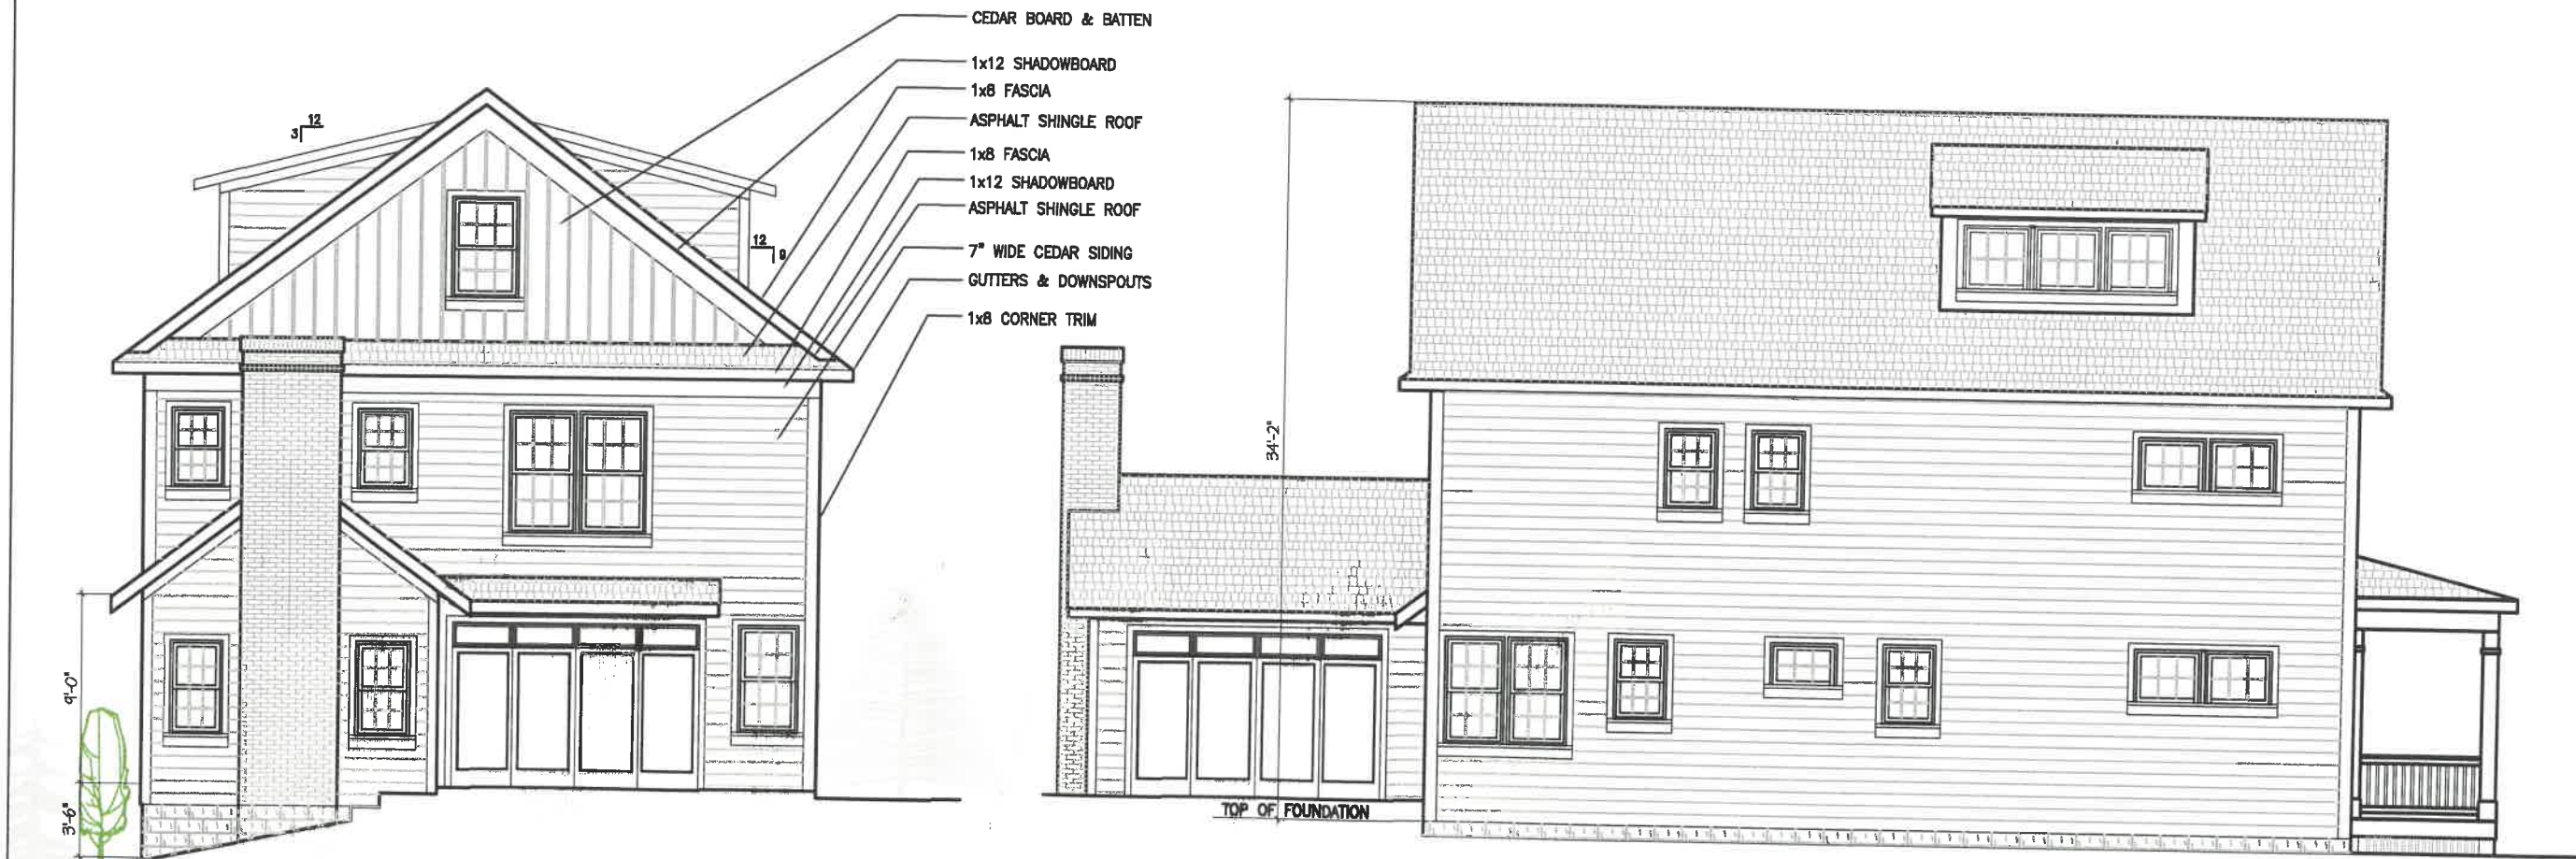 CEDAR BOARD & BATTEN
1x12 SHADOWBOARD
1x8 FASCIA
ASPHALT SHINGLE ROOF
1x8 FASCIA
1x12 SHADOWBOARD
ASPHALT SHINGLE ROOF
7" WIDE CEDAR SIDING
GUTTERS & DOWNSPOUTS
1x8 CORNER TRIM
12
3
12
9
34'-2"
9'-0"
3'-6"
TOP OF FOUNDATION